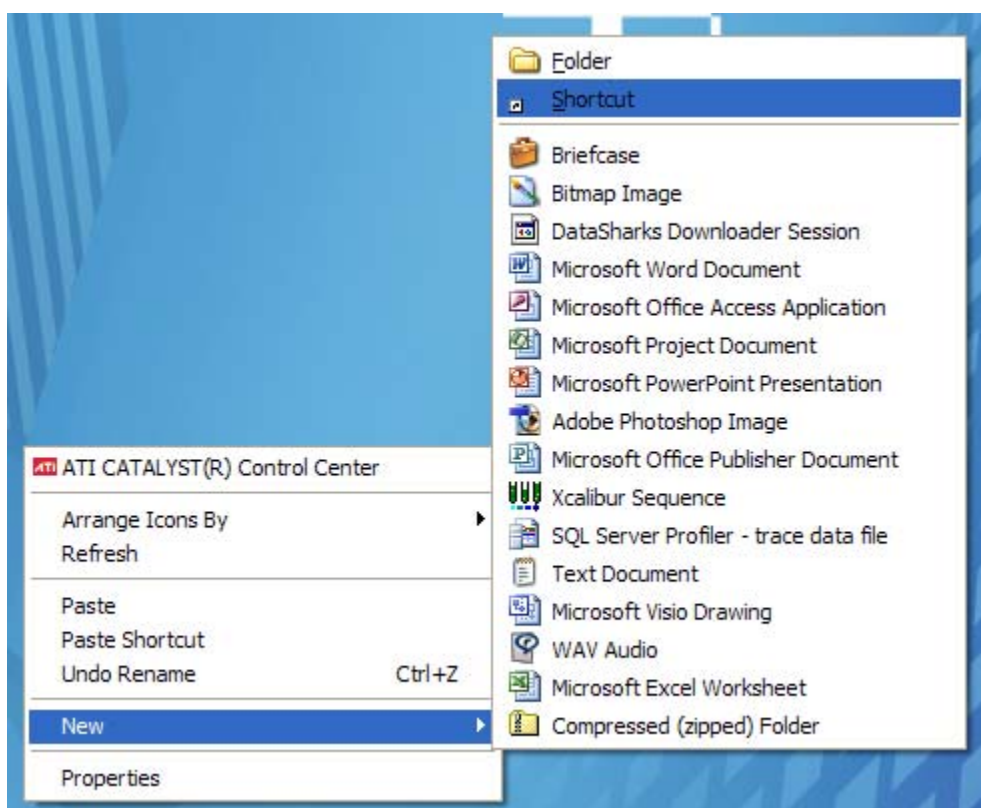 Folder
Shortcut
Briefcase
Bitmap Image
DataSharks Downloader Session
Microsoft Word Document
Microsoft Office Access Application
Microsoft Project Document
Microsoft PowerPoint Presentation
Adobe Photoshop Image
Microsoft Office Publisher Document
Xcalibur Sequence
SQL Server Profiler - trace data file
Text Document
Microsoft Visio Drawing
WAV Audio
Microsoft Excel Worksheet
Compressed (zipped) Folder
ATI ATI CATALYST(R) Control Center
Arrange Icons By
Refresh
Paste
Paste Shortcut
Undo Rename Ctrl+Z
New
Properties